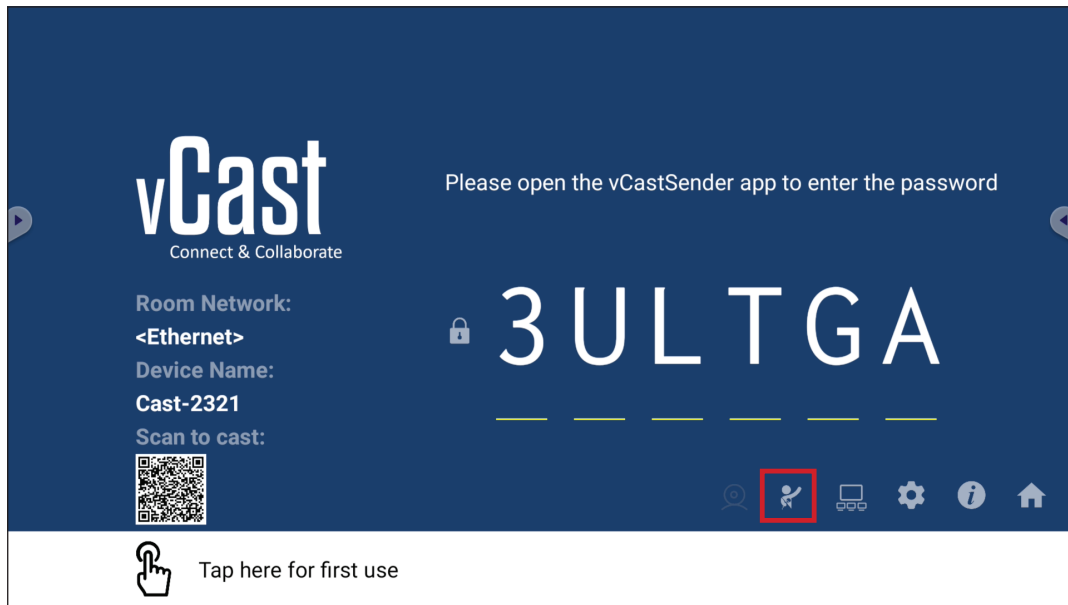 vCast
Connect & Collaborate
Please open the vCastSender app to enter the password
Room Network:
<Ethernet>
Device Name:
Cast-2321
Scan to cast:
3ULTGA
Tap here for first use